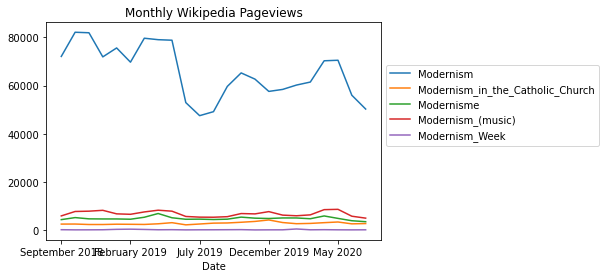 Monthly Wikipedia Pageviews
80000
60000
40000
20000
0
September 2018 February 2019 July 2019 December 2019 May 2020
Date
Modernism
Modernism_in_the_Catholic_Church
Modernisme
Modernism_(music)
Modernism_Week